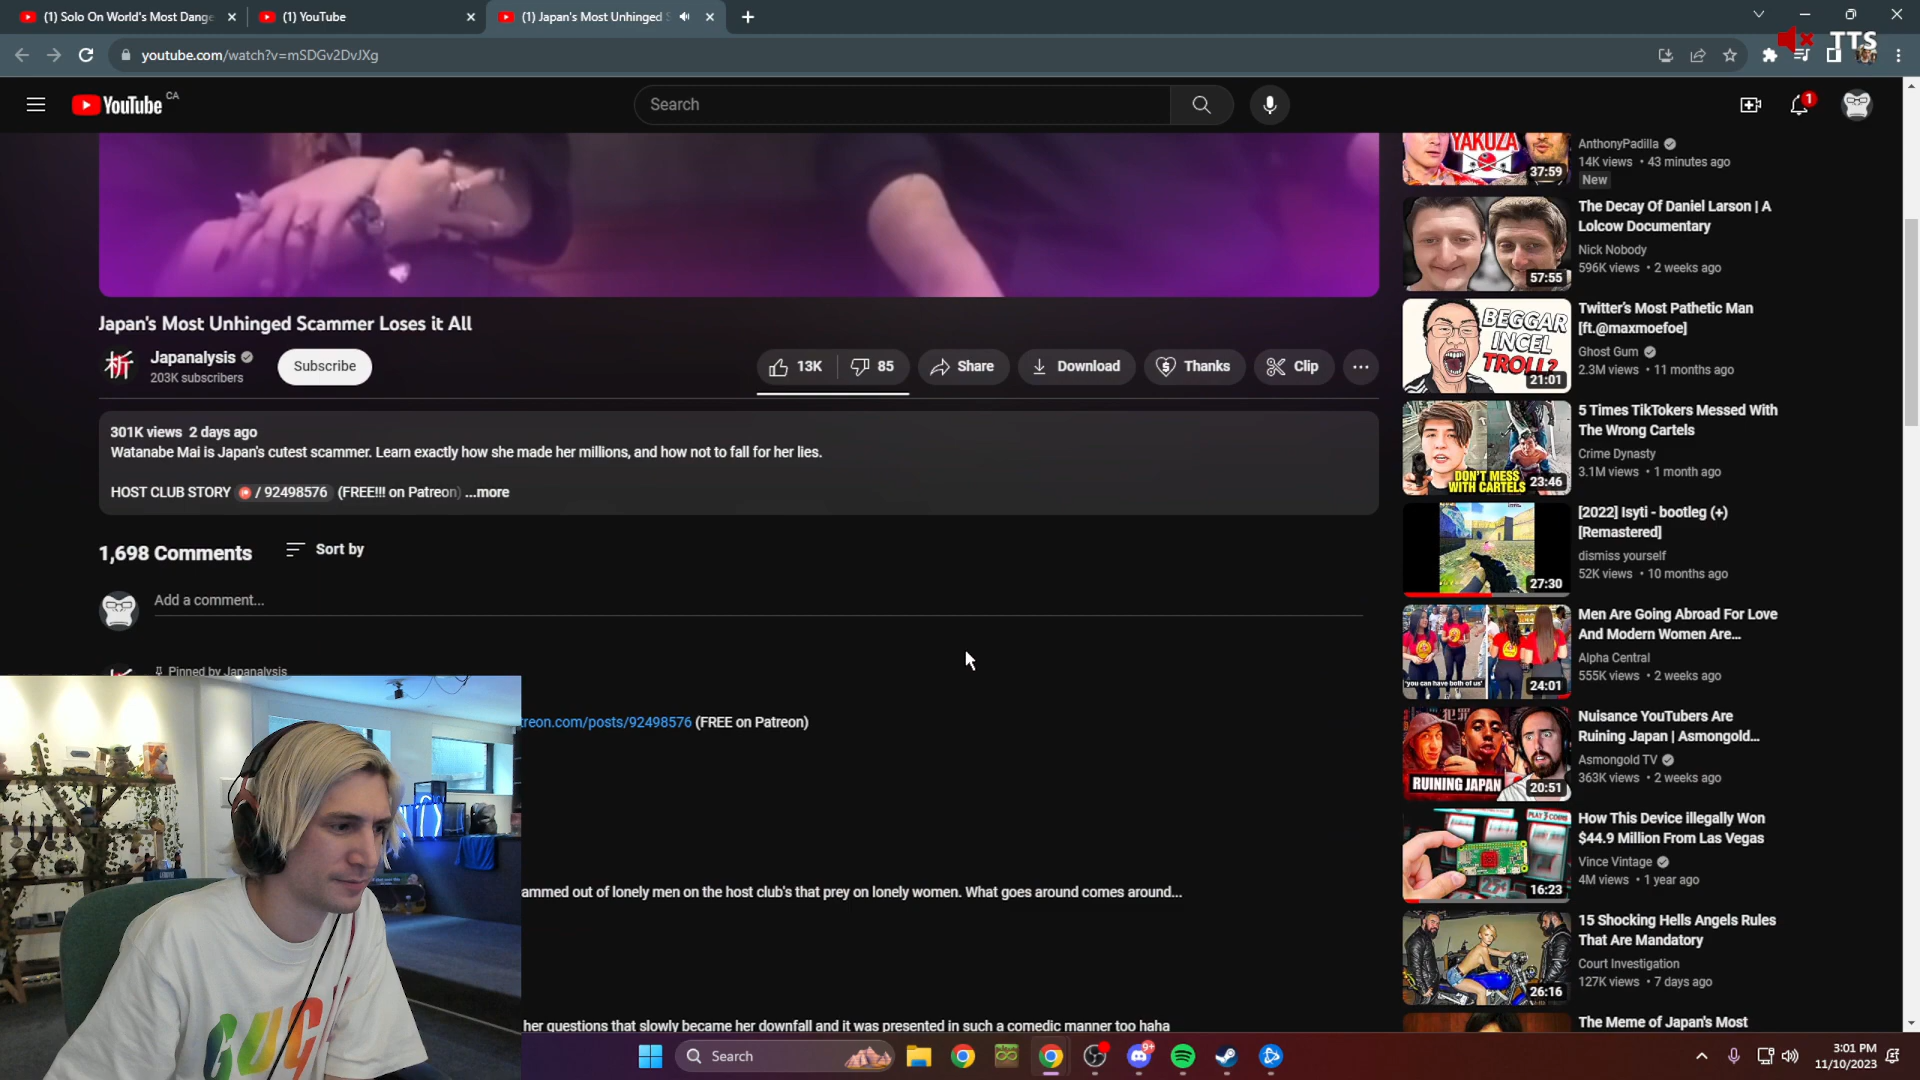 (1) Solo On World's Most Dange
(1) YouTube
(1) Japan's Most Unhinged S
TTS
youtube.com/watch?v=mSDGv2DvJXg
YouTube CA
Search
1
YAKUZA
37:59
AnthonyPadilla
14K views • 43 minutes ago
New
57:55
The Decay Of Daniel Larson | A
Lolcow Documentary
Nick Nobody
596K views • 2 weeks ago
Japan's Most Unhinged Scammer Loses it All
析
Japanalysis
203K subscribers
Subscribe
13K
85
Share
Download
Thanks
Clip
BEGGAR
INCEL
TROLL?
21:01
Twitter's Most Pathetic Man
[ft.@maxmoefoe]
Ghost Gum
2.3M views • 11 months ago
301K views 2 days ago
Watanabe Mai is Japan's cutest scammer. Learn exactly how she made her millions, and how not to fall for her lies.
HOST CLUB STORY / 92498576 (FREE!!! on Patreon) ...more
DON'T MESS
WITH CARTELS
23:46
5 Times TikTokers Messed With
The Wrong Cartels
Crime Dynasty
3.1M views • 1 month ago
1,698 Comments
Sort by
Add a comment...
27:30
[2022] Isyti - bootleg (+)
[Remastered]
dismiss yourself
52K views • 10 months ago
Pinned by Japanalysis
treon.com/posts/92498576 (FREE on Patreon)
"you can have both of us"
24:01
Men Are Going Abroad For Love
And Modern Women Are...
Alpha Central
555K views • 2 weeks ago
RUINING JAPAN
20:51
Nuisance YouTubers Are
Ruining Japan | Asmongold...
Asmongold TV
363K views • 2 weeks ago
PLAY 3 COINS
16:23
How This Device illegally Won
$44.9 Million From Las Vegas
Vince Vintage
4M views • 1 year ago
ammed out of lonely men on the host club's that prey on lonely women. What goes around comes around...
26:16
15 Shocking Hells Angels Rules
That Are Mandatory
Court Investigation
127K views • 7 days ago
her questions that slowly became her downfall and it was presented in such a comedic manner too haha
The Meme of Japan's Most
Search
9+
3:01 PM
11/10/2023